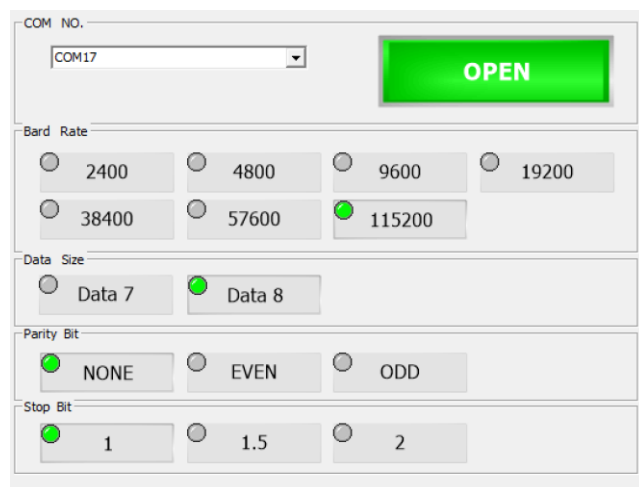 COM NO.
COM17
OPEN
Bard Rate
2400 4800 9600 19200
38400 57600 115200
Data Size
Data 7 Data 8
Parity Bit
NONE EVEN ODD
Stop Bit
1 1.5 2